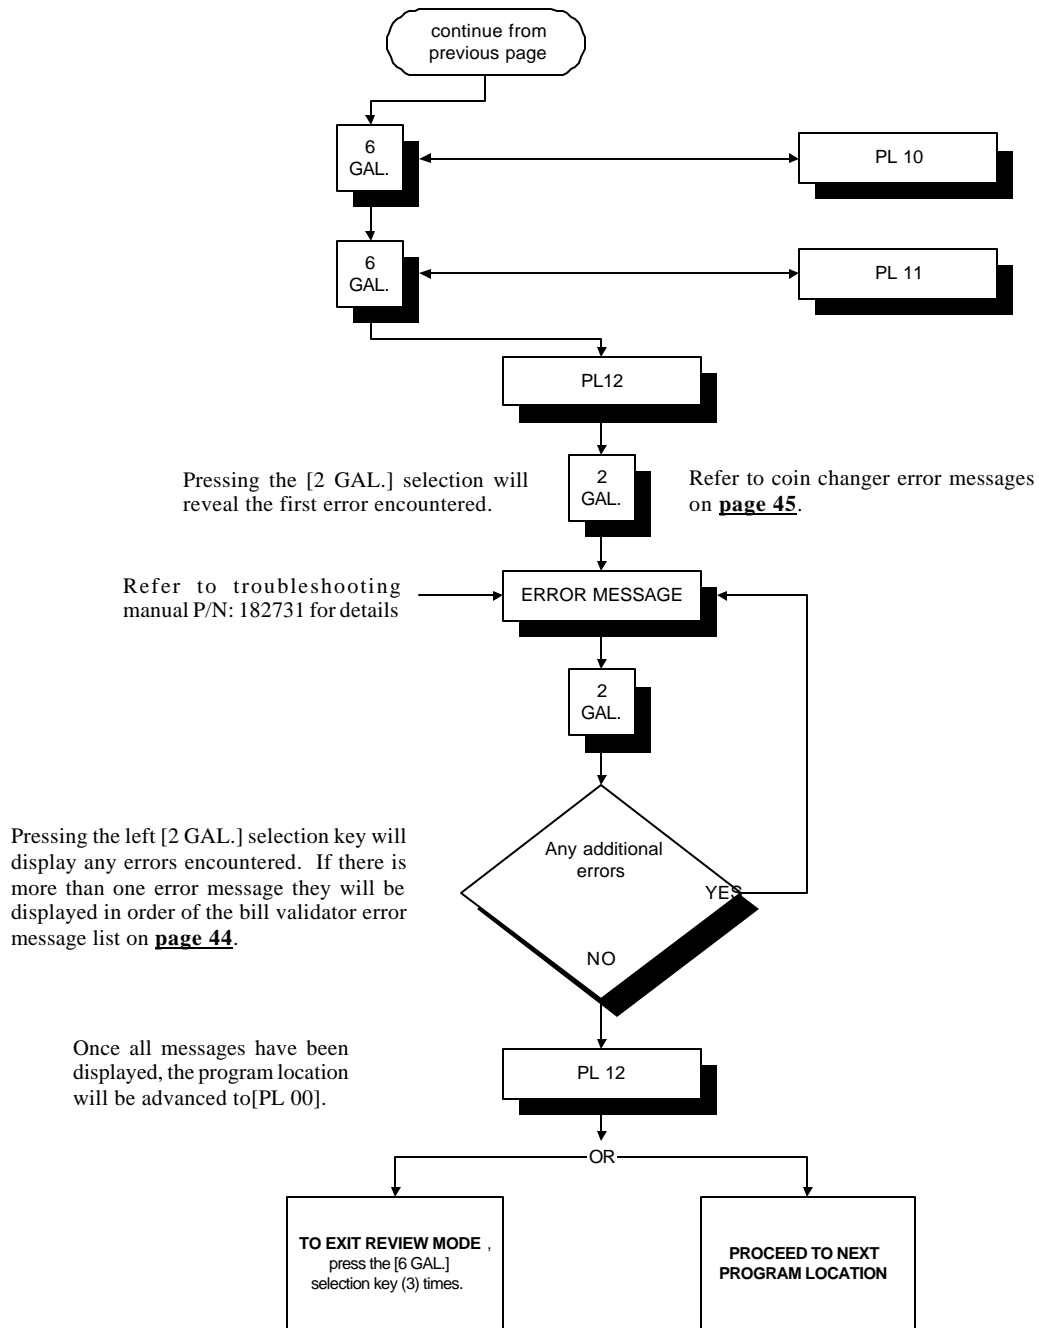 continue from
previous page
6
GAL.
PL 10
6
GAL.
PL 11
PL12
Pressing the [2 GAL.] selection will
reveal the first error encountered.
2
GAL.
Refer to coin changer error messages
on page 45.
Refer to troubleshooting
manual P/N: 182731 for details
ERROR MESSAGE
2
GAL.
Any additional
errors
YES
NO
Pressing the left [2 GAL.] selection key will
display any errors encountered. If there is
more than one error message they will be
displayed in order of the bill validator error
message list on page 44.
Once all messages have been
displayed, the program location
will be advanced to[PL 00].
PL 12
OR
TO EXIT REVIEW MODE ,
press the [6 GAL.]
selection key (3) times.
PROCEED TO NEXT
PROGRAM LOCATION